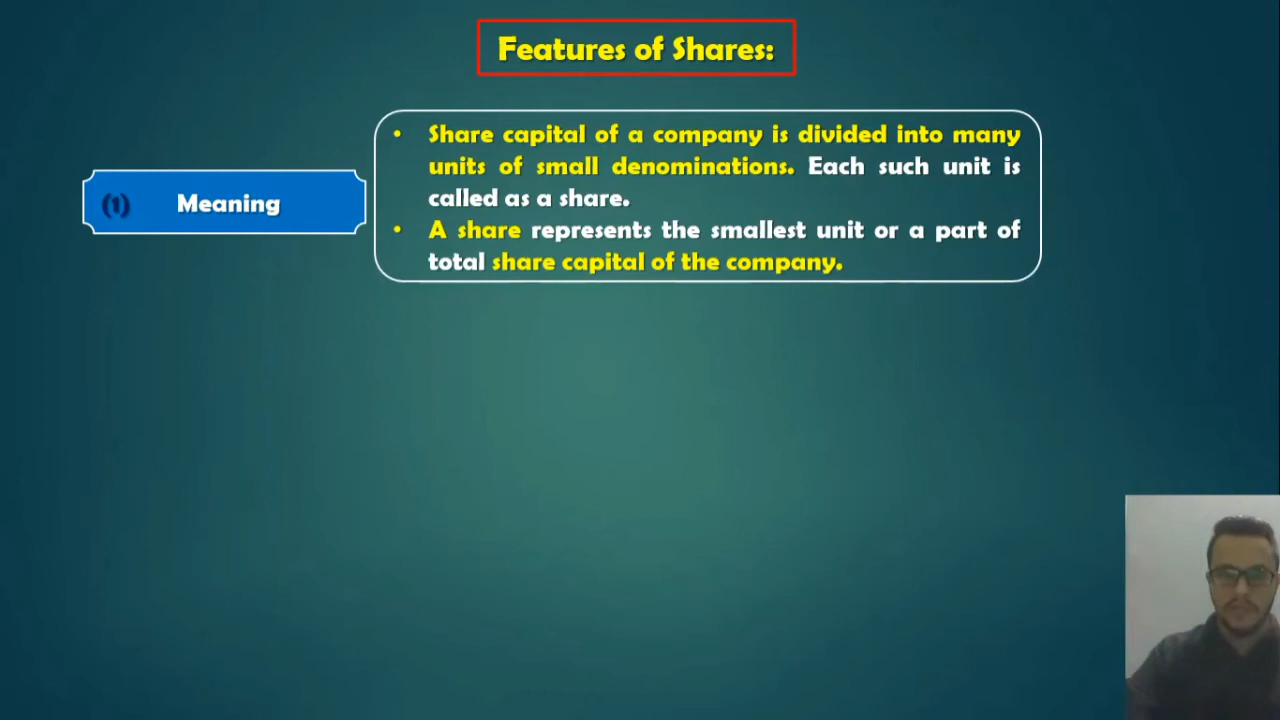 Features of Shares:
• Share capital of a company is divided into many
units of small denominations. Each such unit is
called as a share.
(1) Meaning
• A share represents the smallest unit or a part of
total share capital of the company.